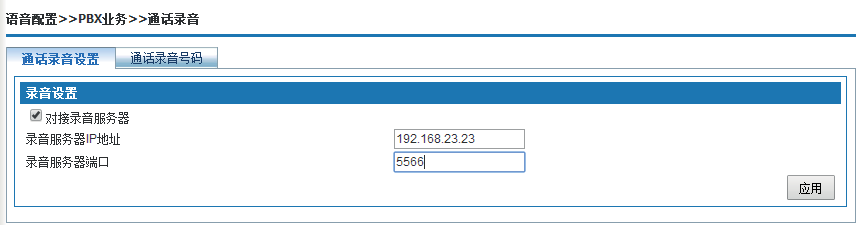 语音配置>>PBX业务>>通话录音
通话录音设置 通话录音号码
录音设置
对接录音服务器
录音服务器IP地址 192.168.23.23
录音服务器端口 5566
应用